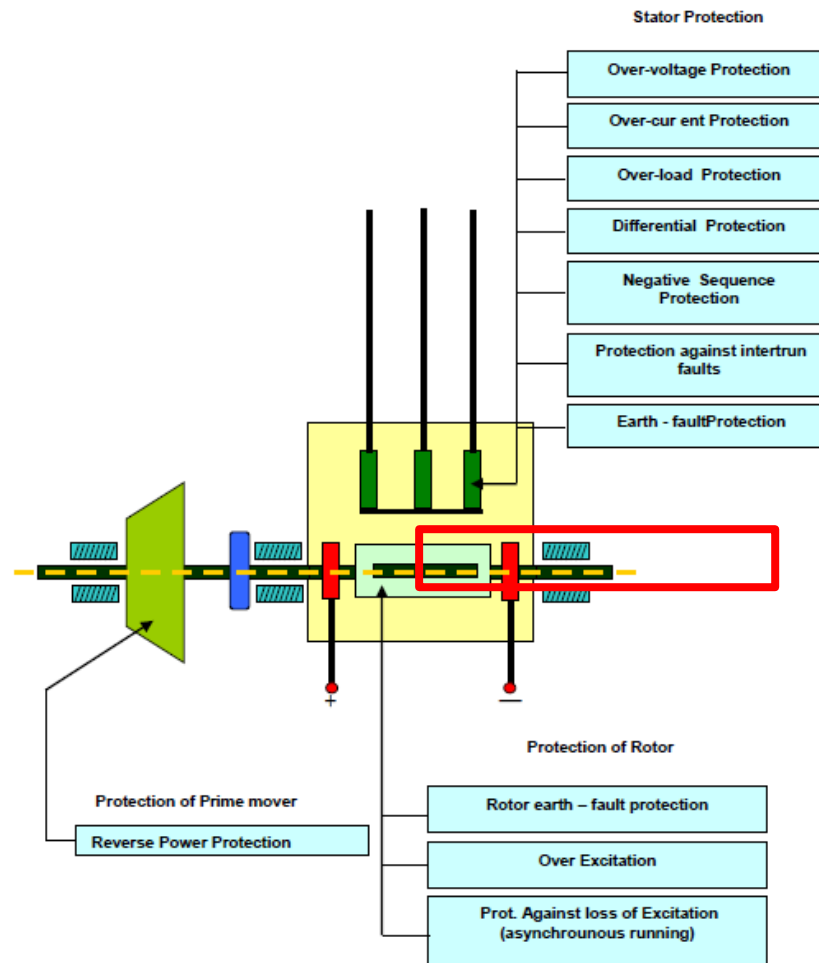 Stator Protection
Over-voltage Protection
Over-cur ent Protection
Over-load Protection
Differential Protection
Negative Sequence
Protection
Protection against intertrun
faults
Earth - faultProtection
+
—
Protection of Rotor
Protection of Prime mover
Reverse Power Protection
Rotor earth – fault protection
Over Excitation
Prot. Against loss of Excitation
(asynchrounous running)